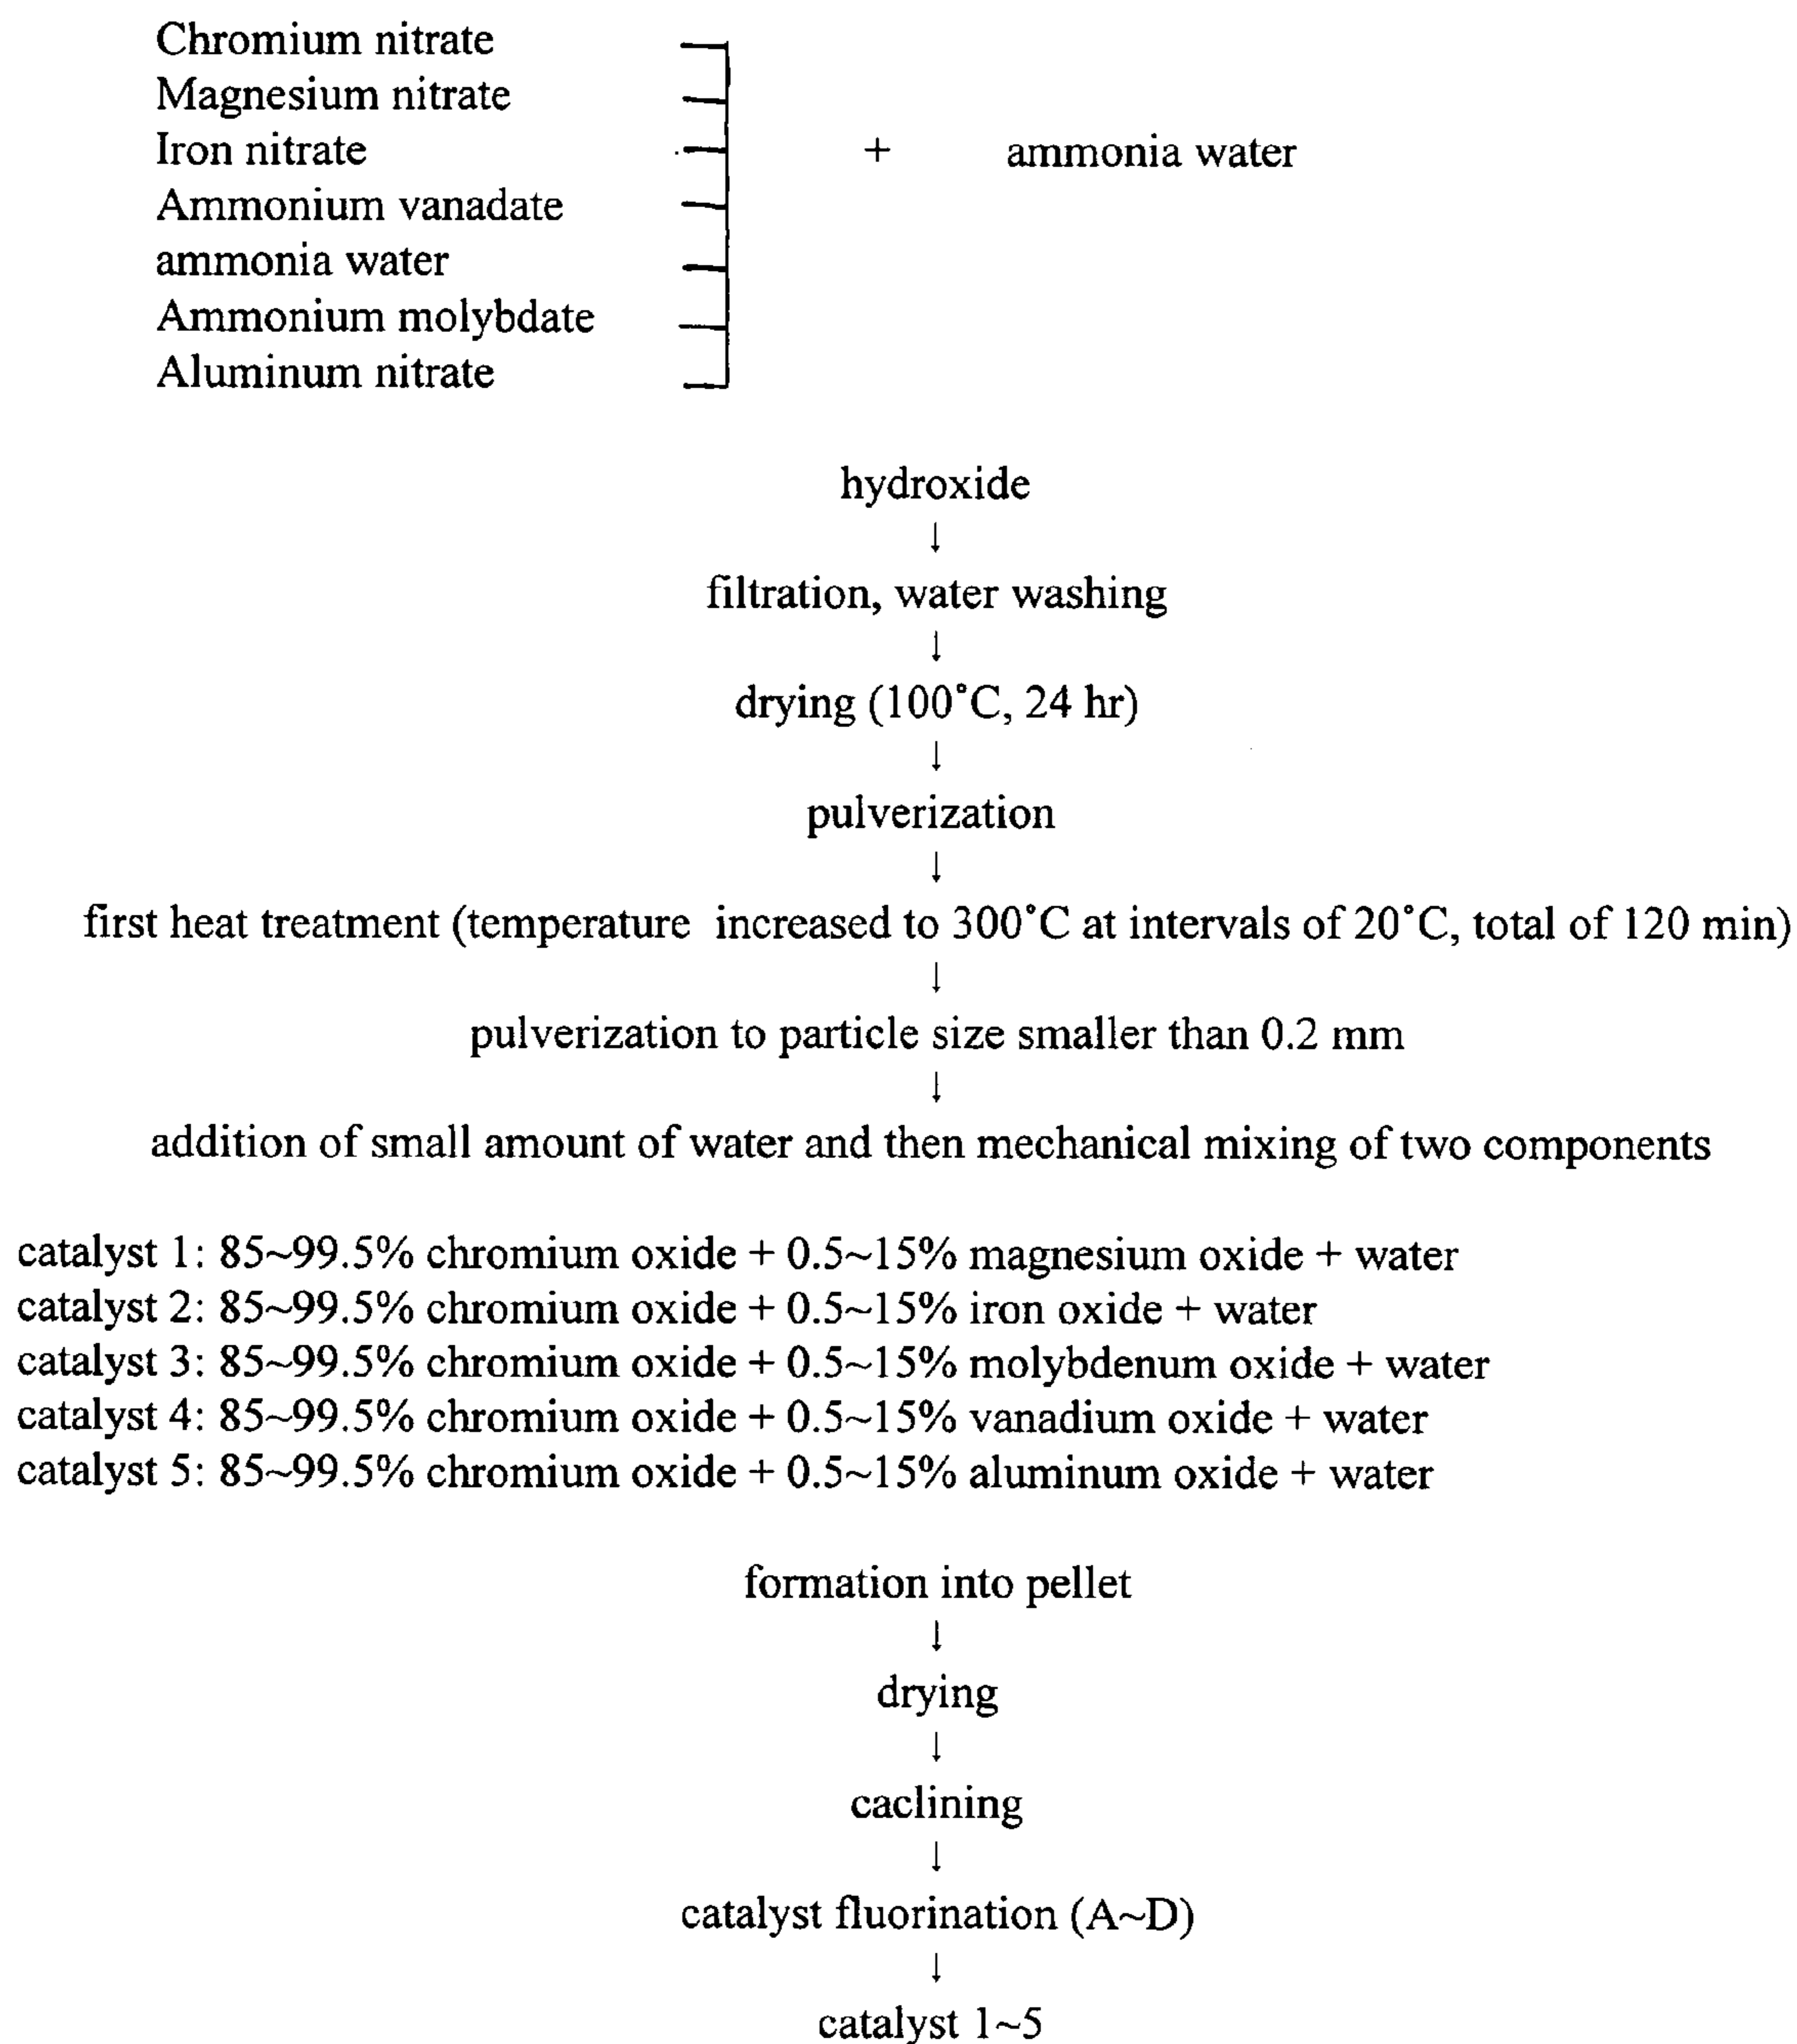 Chromium nitrate
Magnesium nitrate
Iron nitrate + ammonia water
Ammonium vanadate
ammonia water
Ammonium molybdate
Aluminum nitrate
hydroxide
↓
filtration, water washing
↓
drying (100°C, 24 hr)
↓
pulverization
↓
first heat treatment (temperature increased to 300°C at intervals of 20°C, total of 120 min)
↓
pulverization to particle size smaller than 0.2 mm
↓
addition of small amount of water and then mechanical mixing of two components
catalyst 1: 85~99.5% chromium oxide + 0.5~15% magnesium oxide + water
catalyst 2: 85~99.5% chromium oxide + 0.5~15% iron oxide + water
catalyst 3: 85~99.5% chromium oxide + 0.5~15% molybdenum oxide + water
catalyst 4: 85~99.5% chromium oxide + 0.5~15% vanadium oxide + water
catalyst 5: 85~99.5% chromium oxide + 0.5~15% aluminum oxide + water
formation into pellet
↓
drying
↓
caclining
↓
catalyst fluorination (A~D)
↓
catalyst 1~5